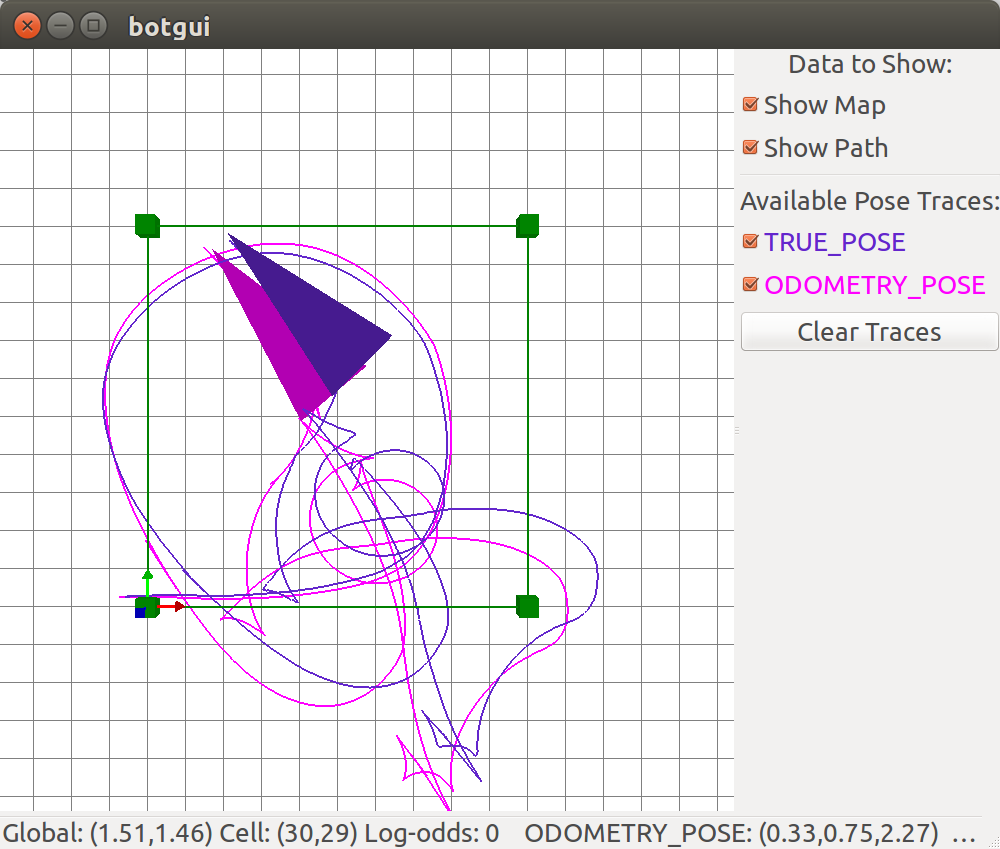 botgui
Data to Show:
Show Map
Show Path
Available Pose Traces:
TRUE_POSE
ODOMETRY_POSE
Clear Traces
Global: (1.51,1.46) Cell: (30,29) Log-odds: 0 ODOMETRY_POSE: (0.33,0.75,2.27) ...